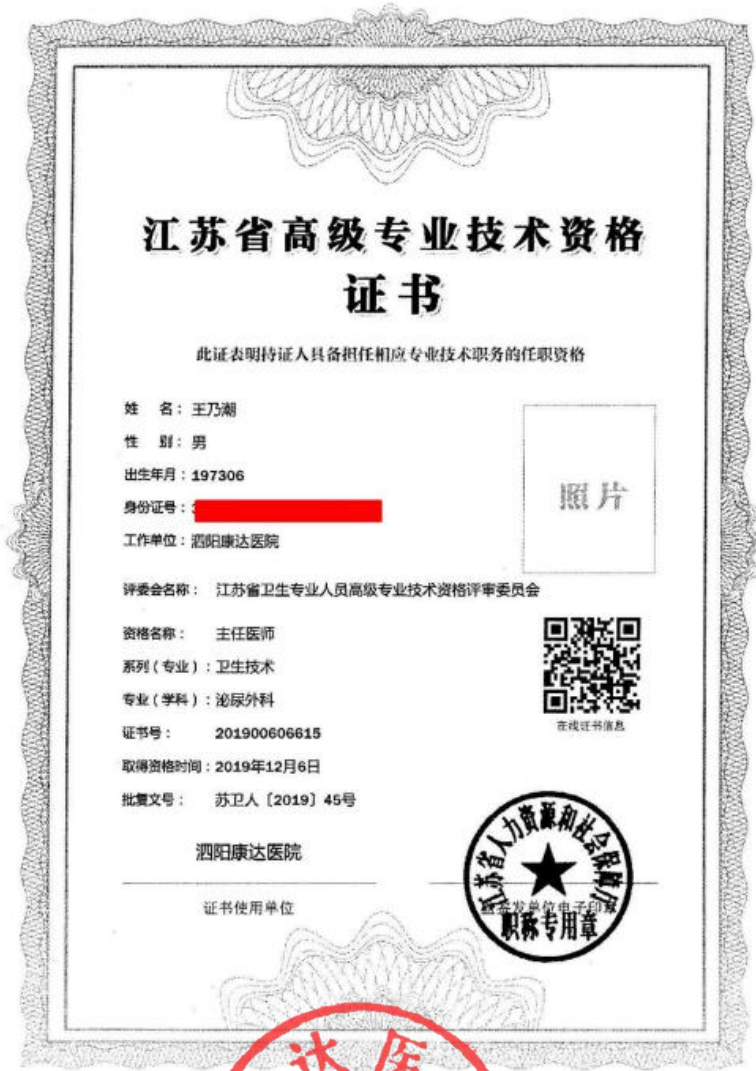 江苏省高级专业技术资格
证书
此证表明持证人具备担任相应专业技术职务的任职资格
姓 名：王乃潮
性 别：男
出生年月：197306
身份证号：
工作单位：泗阳康达医院
照片
评委会名称： 江苏省卫生专业人员高级专业技术资格评审委员会
资格名称： 主任医师
系列（专业）：卫生技术
专业（学科）：泌尿外科
在线证书信息
证书号： 201900606615
取得资格时间：2019年12月6日
批复文号： 苏卫人〔2019〕45号
泗阳康达医院
证书使用单位
江苏省人力资源和社会保障厅
发单位电子印章
职称专用章
达医